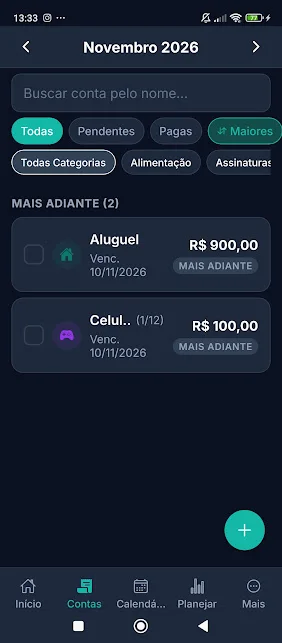 13:33
77
Novembro 2026
Buscar conta pelo nome...
Todas Pendentes Pagas Maiores
Todas Categorias Alimentação Assinaturas
MAIS ADIANTE (2)
Aluguel
R$ 900,00
Venc.
10/11/2026
MAIS ADIANTE
Celul.. (1/12)
R$ 100,00
Venc.
10/11/2026
MAIS ADIANTE
Início Contas Calendá... Planejar Mais